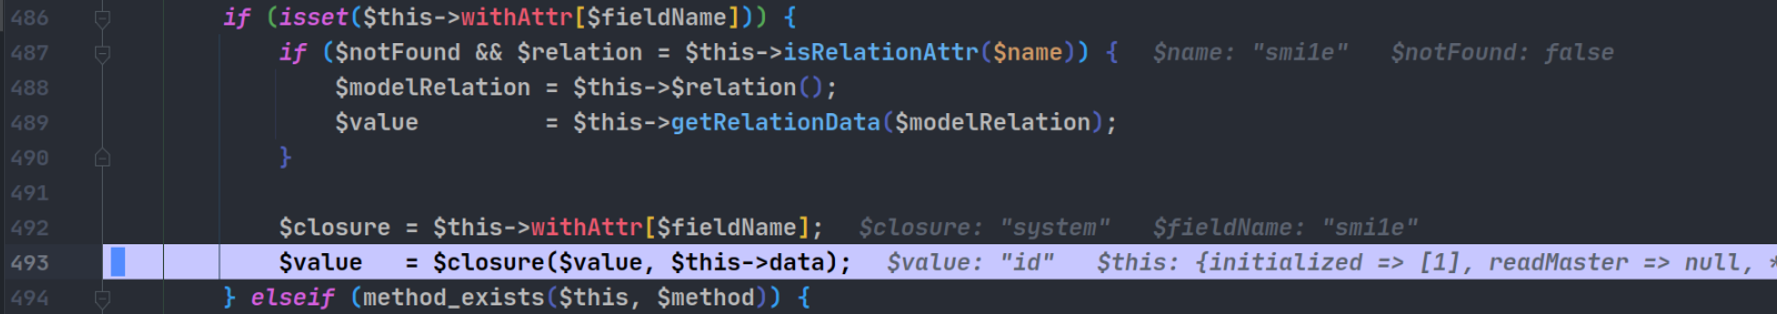 486 if (isset($this->withAttr[$fieldName])) {
487 if ($notFound && $relation = $this->isRelationAttr($name)) { $name: "smi1e" $notFound: false
488 $modelRelation = $this->$relation();
489 $value = $this->getRelationData($modelRelation);
490 }
491
492 $closure = $this->withAttr[$fieldName]; $closure: "system" $fieldName: "smi1e"
493 $value = $closure($value, $this->data); $value: "id" $this: {initialized => [1], readMaster => null, *
494 } elseif (method_exists($this, $method)) {